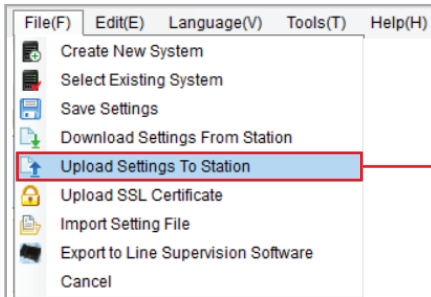 File(F) Edit(E) Language(V) Tools(T) Help(H)
Create New System
Select Existing System
Save Settings
Download Settings From Station
Upload Settings To Station
Upload SSL Certificate
Import Setting File
Export to Line Supervision Software
Cancel